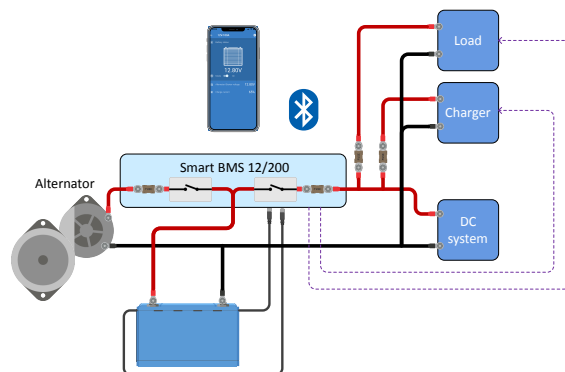 Load
12.80V
Charger
Smart BMS 12/200
Alternator
DC
system